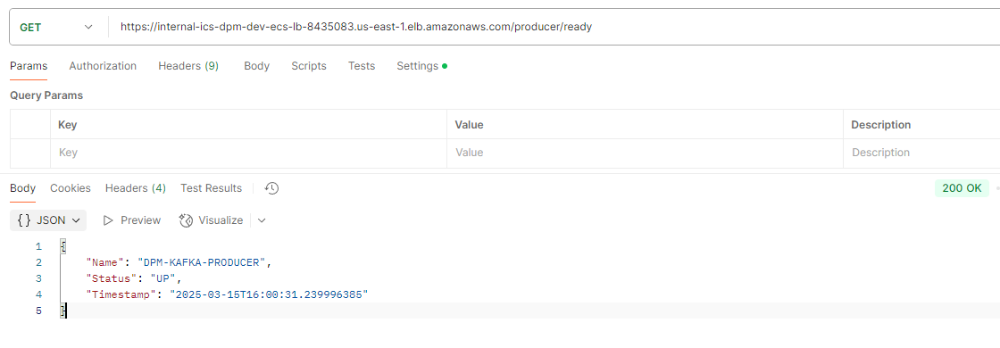 GET https://internal-ics-dpm-dev-ecs-lb-8435083.us-east-1.elb.amazonaws.com/producer/ready
Params Authorization Headers (9) Body Scripts Tests Settings
Query Params
Key Value Description
Key Value Description
Body Cookies Headers (4) Test Results 200 OK
{} JSON Preview Visualize
1 {
2 "Name": "DPM-KAFKA-PRODUCER",
3 "Status": "UP",
4 "Timestamp": "2025-03-15T16:00:31.239996385"
5 }